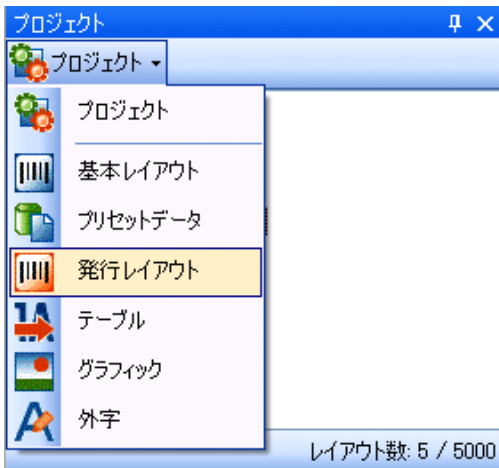 プロジェクト
プロジェクト
プロジェクト
基本レイアウト
プリセットデータ
発行レイアウト
テーブル
グラフィック
外字
レイアウト数: 5 / 5000